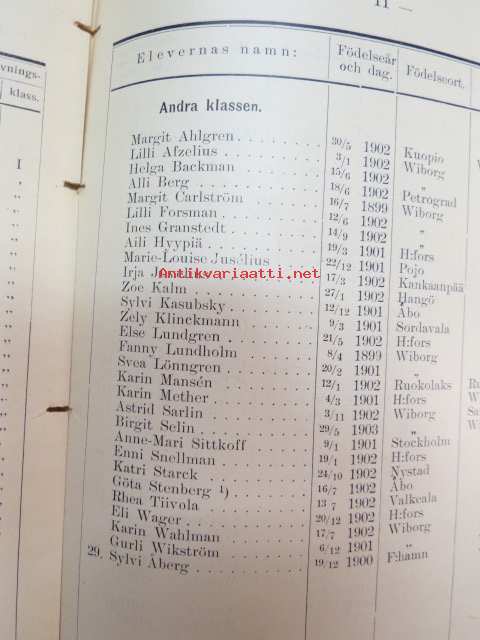 11 —
Elevernas namn: Födelseår och dag. Födelseort.
vnings-
klass.
I
Andra klassen.
Margit Ahlgren . . . . . . . 30/5 1902 Kuopio
Lilli Afzelius . . . . . . . 3/1 1902 Wiborg
Helga Backman . . . . . . . 15/6 1902 „
Alli Berg . . . . . . . 18/6 1902 Petrograd
Margit Carlström . . . . . . . 16/7 1899 Wiborg
Lilli Forsman . . . . . . . 12/6 1902 „
Ines Granstedt . . . . . . . 14/9 1902 „
Aili Hyypiä . . . . . . . 19/3 1901 H:fors
Marie-Louise Jusélius . . . . . 22/12 1901 Pojo
Irja 17/3 1902 Kankaanpää
Antikvariaatti.net
Zoe Kalm . . . . . . . 27/1 1902 Hangö
Sylvi Kasubsky . . . . . . . 12/12 1901 Åbo
Zely Klinckmann . . . . . . . 9/3 1901 Sordavala
Else Lundgren . . . . . . . 21/5 1902 H:fors
Fanny Lundholm . . . . . . . 8/4 1899 Wiborg
Svea Lönngren . . . . . . . 20/2 1901 „
Karin Mansén . . . . . . . 12/1 1902 Ruokolaks
Karin Mether . . . . . . . 4/3 1901 H:fors
Astrid Sarlin . . . . . . . 3/11 1902 Wiborg
Birgit Selin . . . . . . . 29/5 1903 „
Anne-Mari Sittkoff . . . . . . 9/1 1901 Stockholm
Enni Snellman . . . . . . . 19/1 1902 H:fors
Katri Starck . . . . . . . 24/10 1902 Nystad
Göta Stenberg ¹) . . . . . . . 16/7 1902 Åbo
Rhea Tiivola . . . . . . . 13/7 1902 Valkeala
Eli Wager . . . . . . . 20/12 1902 H:fors
Karin Wahlman . . . . . . . 17/7 1902 Wiborg
Gurli Wikström . . . . . . . 6/12 1901 „
29. Sylvi Åberg . . . . . . . 19/12 1900 F:hamn